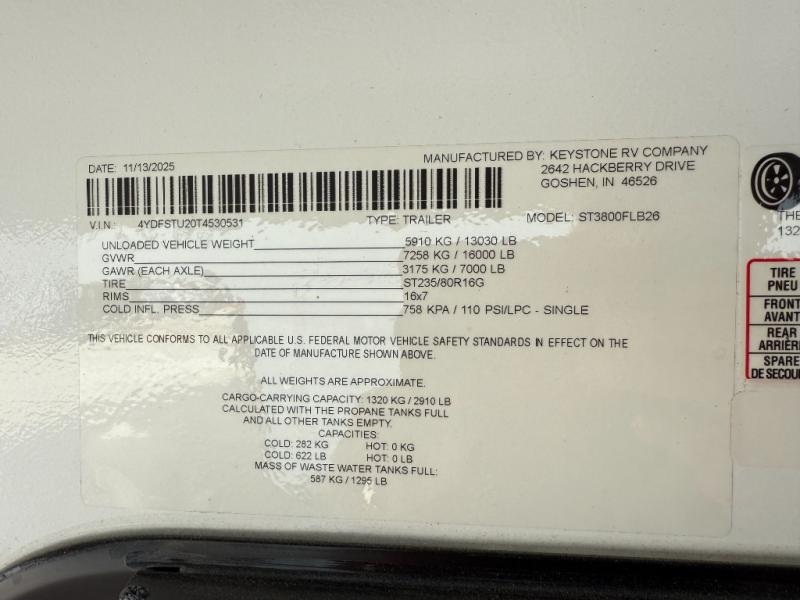 DATE: 11/13/2025
MANUFACTURED BY: KEYSTONE RV COMPANY
2642 HACKBERRY DRIVE
GOSHEN, IN 46526
V.I.N. 4YDFSTU20T4530531 TYPE: TRAILER MODEL: ST3800FLB26
UNLOADED VEHICLE WEIGHT 5910 KG / 13030 LB
GVWR 7258 KG / 16000 LB
GAWR (EACH AXLE) 3175 KG / 7000 LB
TIRE ST235/80R16G
RIMS 16x7
COLD INFL. PRESS 758 KPA / 110 PSI/LPC - SINGLE
THIS VEHICLE CONFORMS TO ALL APPLICABLE U.S. FEDERAL MOTOR VEHICLE SAFETY STANDARDS IN EFFECT ON THE
DATE OF MANUFACTURE SHOWN ABOVE.
ALL WEIGHTS ARE APPROXIMATE.
CARGO-CARRYING CAPACITY: 1320 KG / 2910 LB
CALCULATED WITH THE PROPANE TANKS FULL
AND ALL OTHER TANKS EMPTY.
CAPACITIES:
COLD: 282 KG HOT: 0 KG
COLD: 622 LB HOT: 0 LB
MASS OF WASTE WATER TANKS FULL:
587 KG / 1295 LB
THE
132
TIRE
PNEU
FRONT
AVANT
REAR
ARRIÈRE
SPARE
DE SECOUR